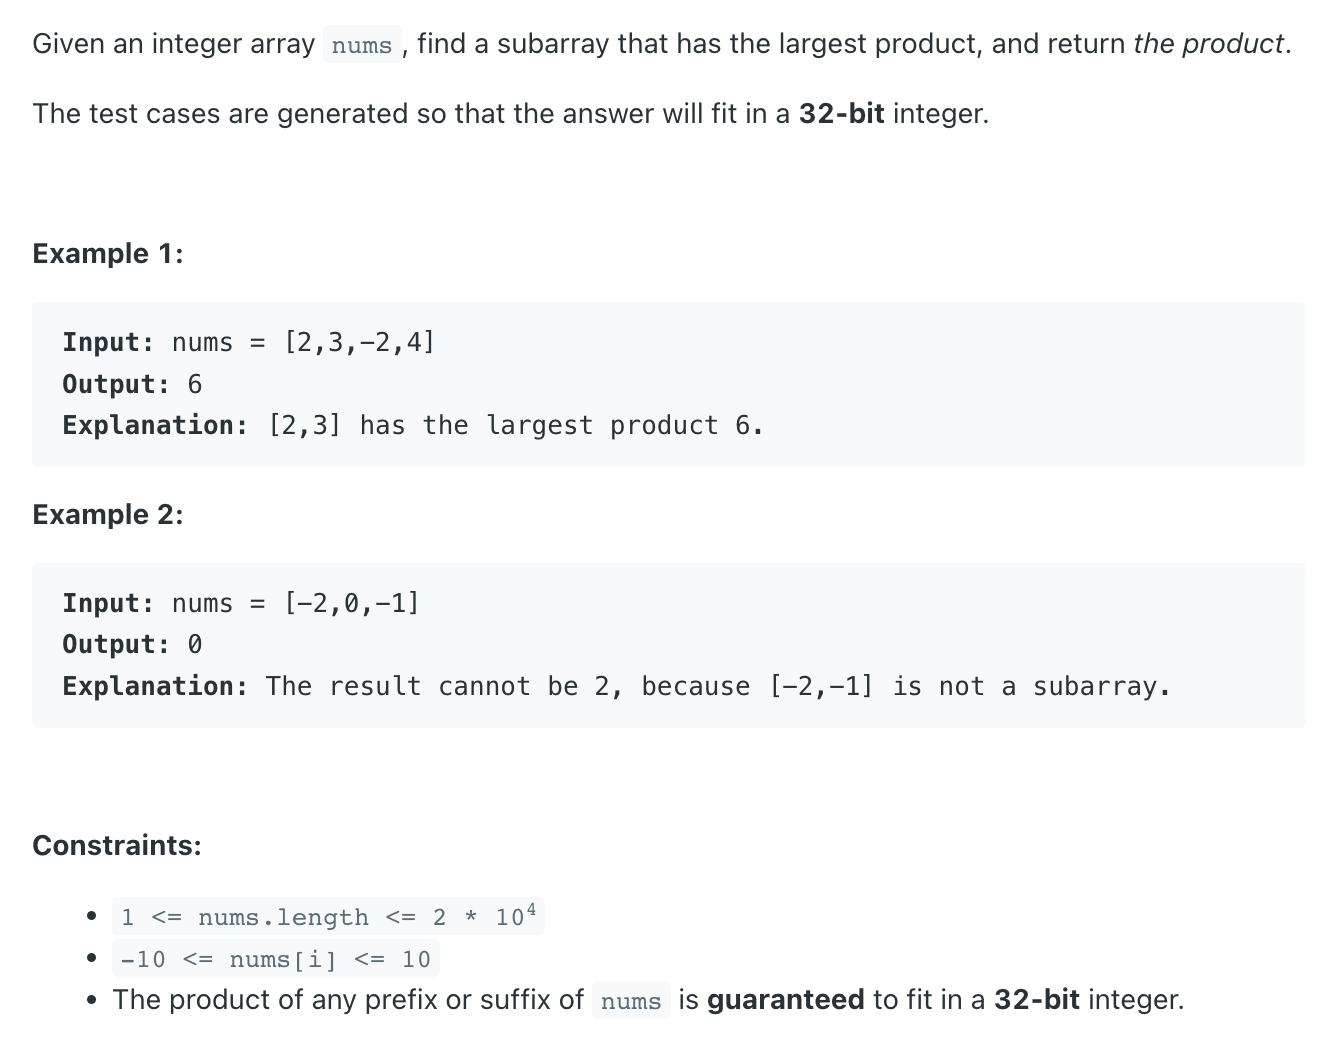 Given an integer array nums, find a subarray that has the largest product, and return the product.
The test cases are generated so that the answer will fit in a 32-bit integer.
Example 1:
Input: nums = [2,3,-2,4]
Output: 6
Explanation: [2,3] has the largest product 6.
Example 2:
Input: nums = [-2,0,-1]
Output: 0
Explanation: The result cannot be 2, because [-2,-1] is not a subarray.
Constraints:
• 1 <= nums.length <= 2 * 10⁴
• -10 <= nums[i] <= 10
• The product of any prefix or suffix of nums is guaranteed to fit in a 32-bit integer.